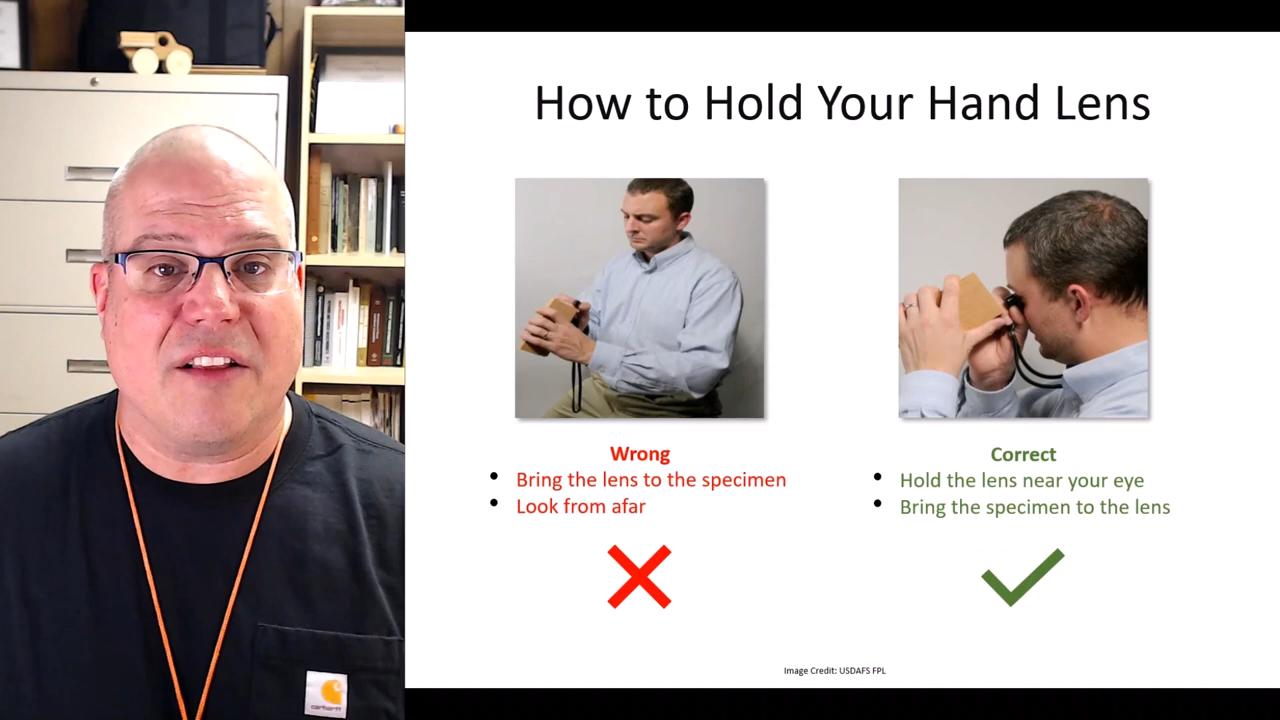 How to Hold Your Hand Lens
Wrong
• Bring the lens to the specimen
• Look from afar
Correct
• Hold the lens near your eye
• Bring the specimen to the lens
Image Credit: USDAFS FPL
carhartt